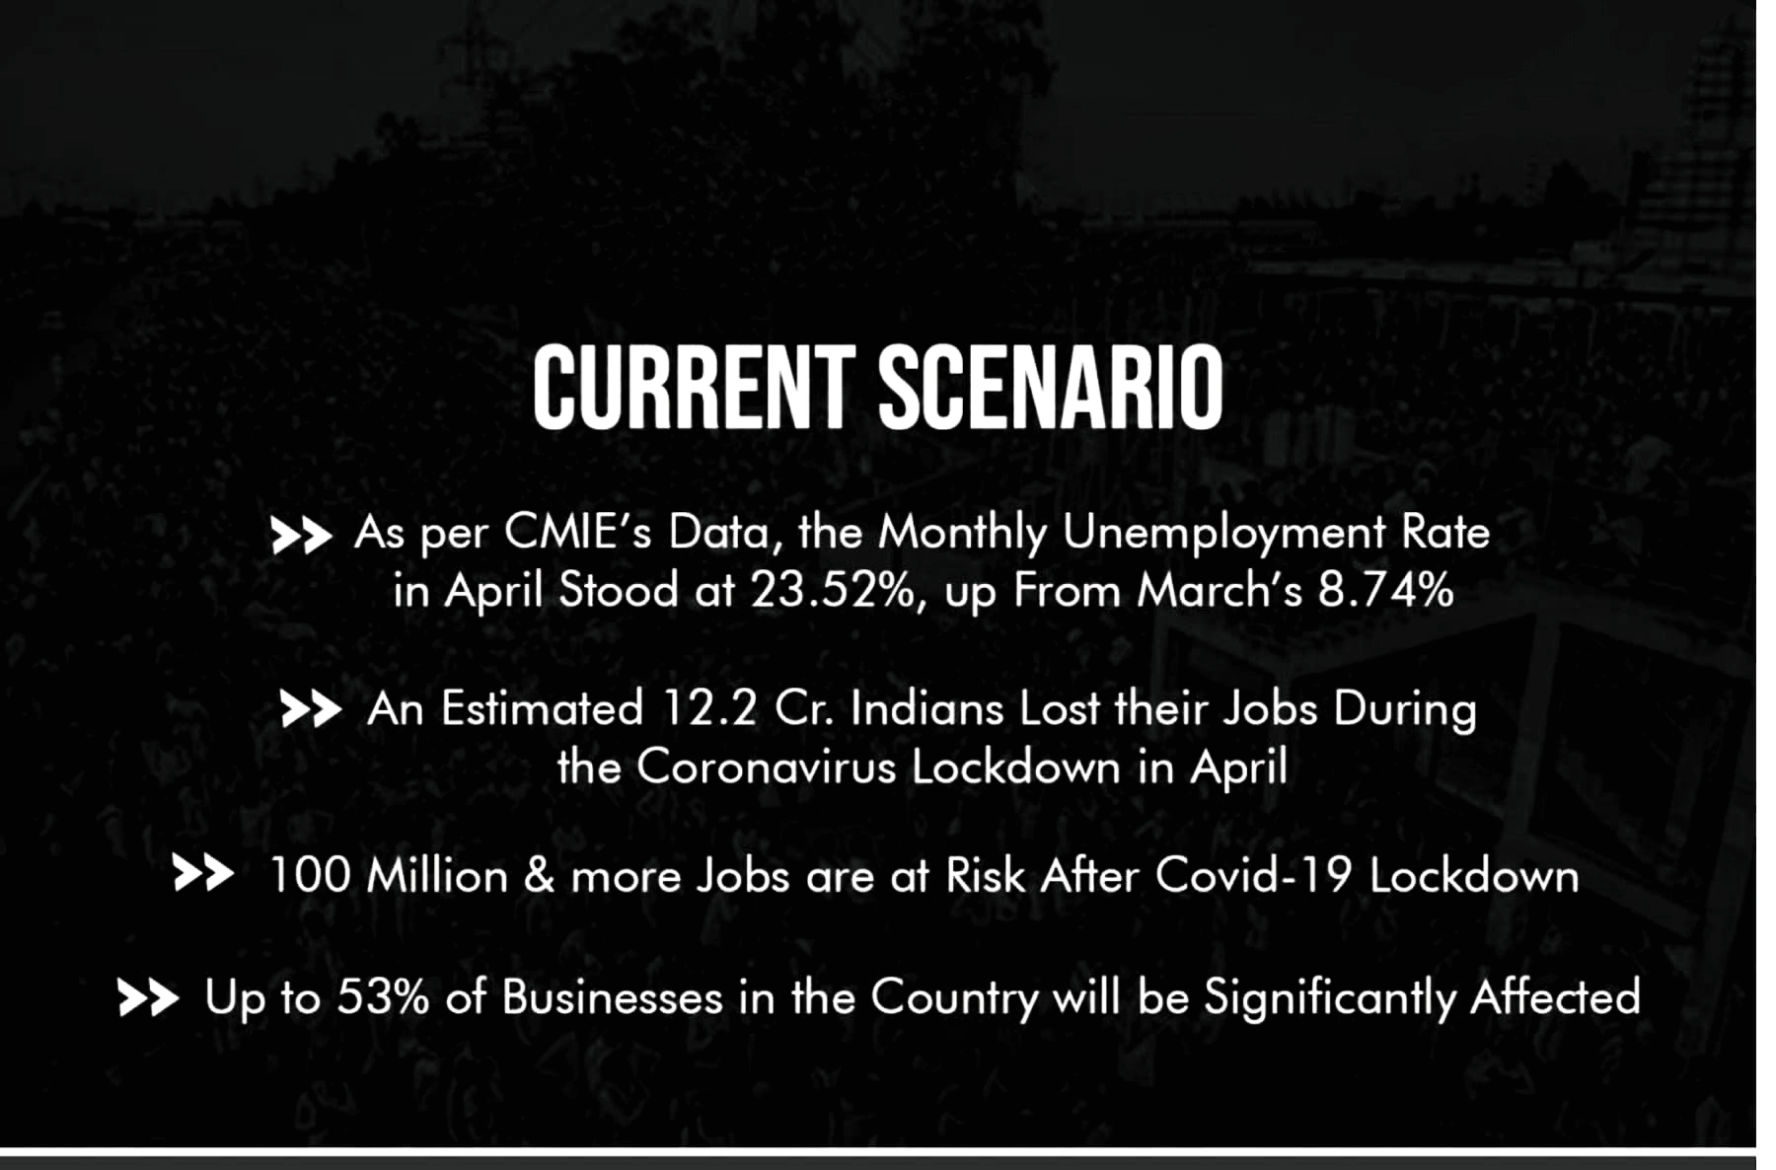 CURRENT SCENARIO
As per CMIE's Data, the Monthly Unemployment Rate
in April Stood at 23.52%, up From March's 8.74%
An Estimated 12.2 Cr. Indians Lost their Jobs During
the Coronavirus Lockdown in April
100 Million & more Jobs are at Risk After Covid-19 Lockdown
Up to 53% of Businesses in the Country will be Significantly Affected